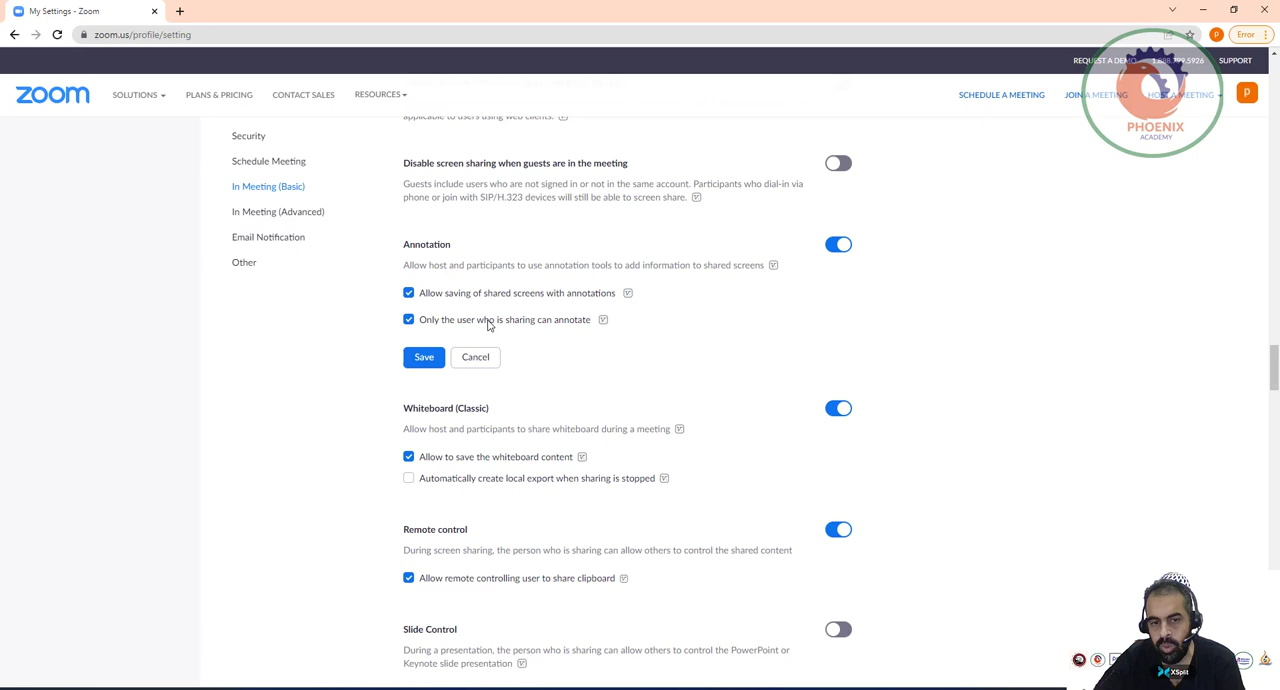 My Settings - Zoom
zoom.us/profile/setting
P
Error
REQUEST A DEMO 1.888.799.5926 SUPPORT
zoom
SOLUTIONS
PLANS & PRICING
CONTACT SALES
RESOURCES
SCHEDULE A MEETING
JOIN A MEETING
HOST A MEETING
P
PHOENIX
ACADEMY
Security
Schedule Meeting
In Meeting (Basic)
In Meeting (Advanced)
Email Notification
Other
applicable to users using web clients.
Disable screen sharing when guests are in the meeting
Guests include users who are not signed in or not in the same account. Participants who dial-in via
phone or join with SIP/H.323 devices will still be able to screen share.
Annotation
Allow host and participants to use annotation tools to add information to shared screens
Allow saving of shared screens with annotations
Only the user who is sharing can annotate
Save
Cancel
Whiteboard (Classic)
Allow host and participants to share whiteboard during a meeting
Allow to save the whiteboard content
Automatically create local export when sharing is stopped
Remote control
During screen sharing, the person who is sharing can allow others to control the shared content
Allow remote controlling user to share clipboard
Slide Control
During a presentation, the person who is sharing can allow others to control the PowerPoint or
Keynote slide presentation
XSplit